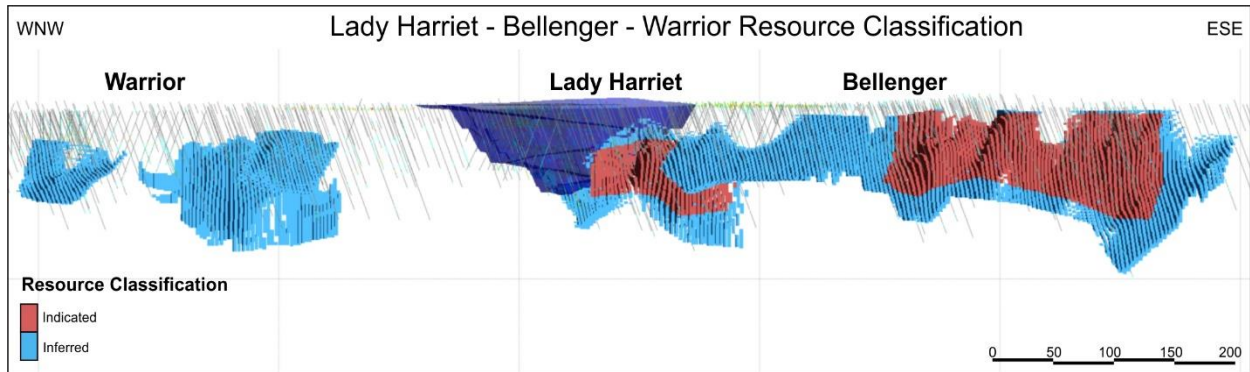 Lady Harriet - Bellenger - Warrior Resource Classification
WNW
ESE
Warrior
Lady Harriet
Bellenger
Resource Classification
Indicated
Inferred
0 50 100 150 200